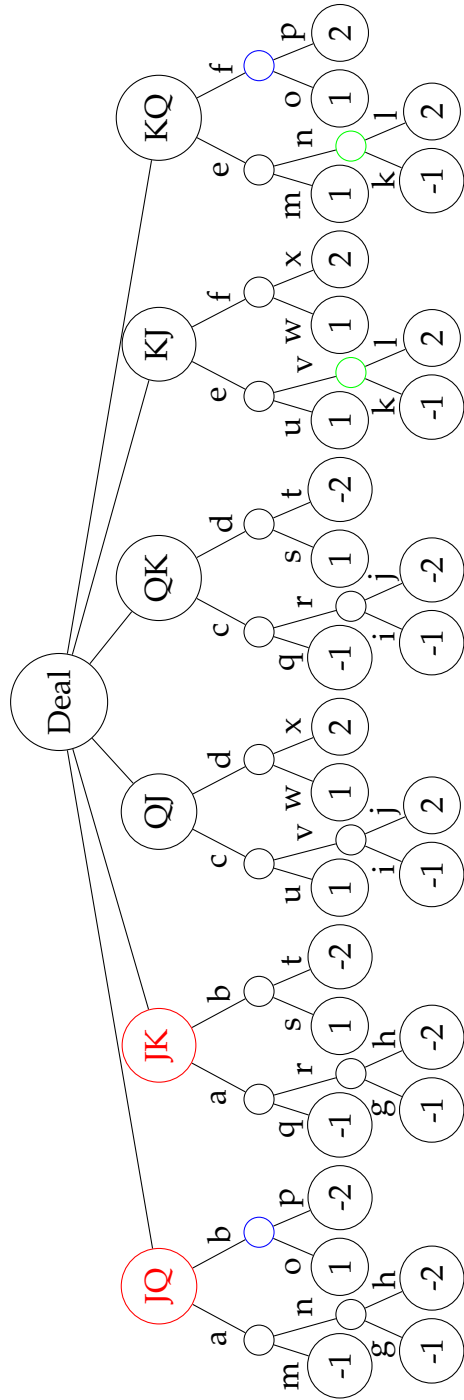 Deal
JQ JK QJ QK KJ KQ
a b a b c d c d e f e f
m n o p q r s t u v w x q r s t u v w x m n o p
-1 1 -2 -1 1 -2 1 1 2 -1 1 -2 1 1 2 1 1 2
g h g h i j i j k l k l
-1 -2 -1 -2 -1 2 -1 -2 -1 2 -1 2